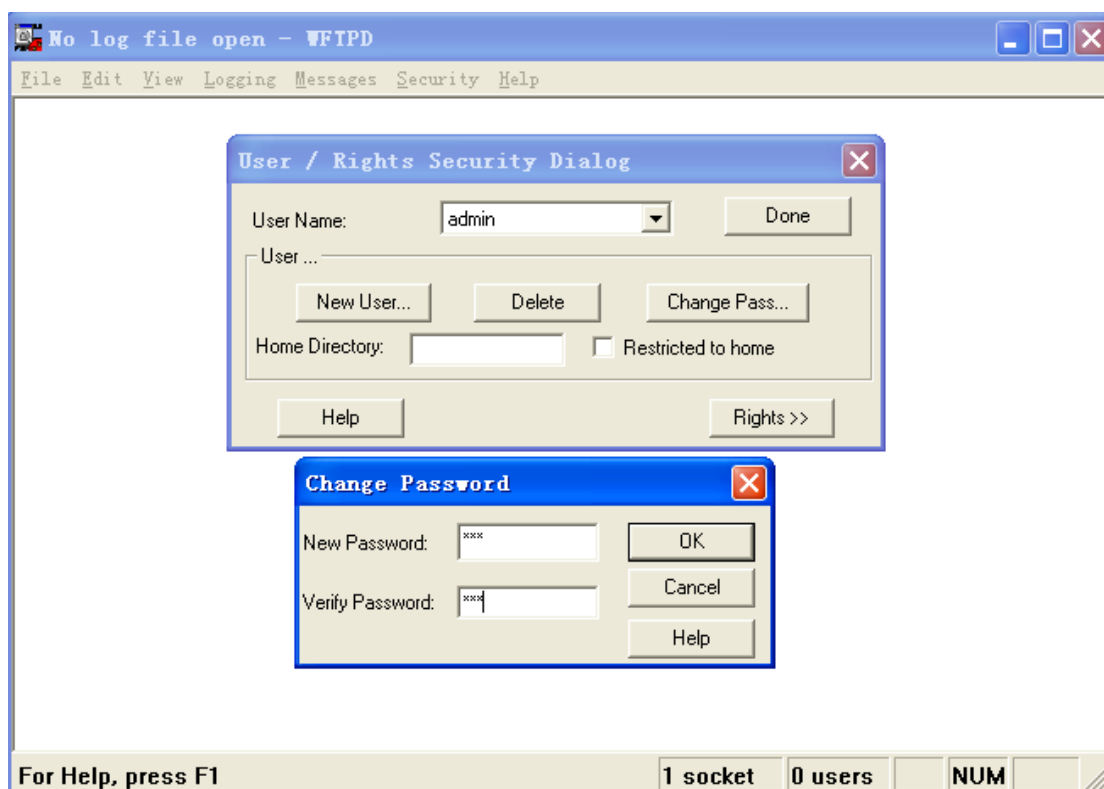 No log file open - WFTPD
File Edit View Logging Messages Security Help
User / Rights Security Dialog
User Name: admin Done
User ...
New User... Delete Change Pass...
Home Directory: Restricted to home
Help Rights >>
Change Password
New Password: *** OK
Cancel
Verify Password: ***
Help
For Help, press F1 1 socket 0 users NUM